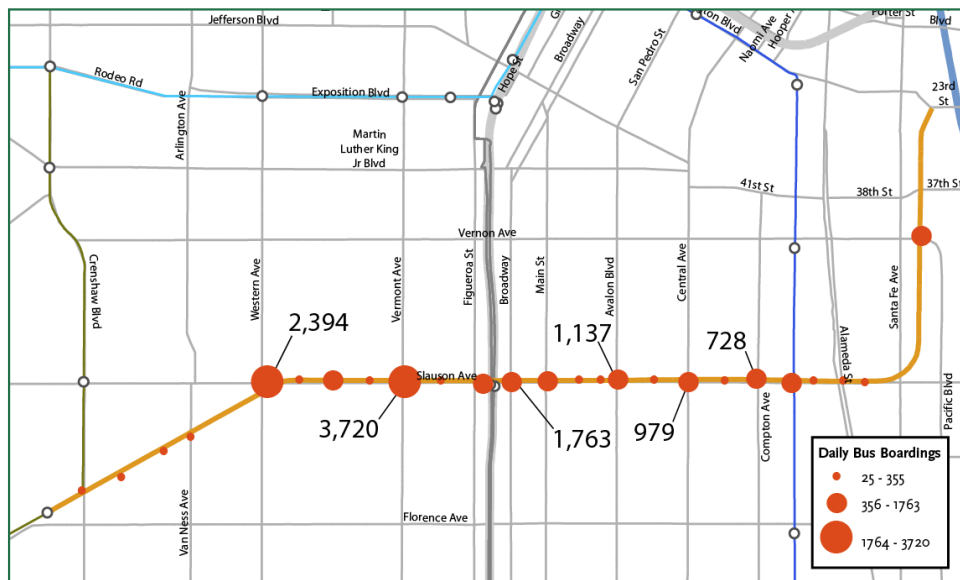 Jefferson Blvd
Broadway
San Pedro St
Naomi Ave
Porter St
Blvd
Rodeo Rd
Exposition Blvd
Hope St
23rd
St
Arlington Ave
Martin
Luther King
Jr Blvd
41st St
38th St
37th St
Vernon Ave
Crenshaw Blvd
Western Ave
Vermont Ave
Figueroa St
Broadway
Main St
Avalon Blvd
Central Ave
Santa Fe Ave
2,394
1,137
728
Alameda St
Slauson Ave
Pacific Blvd
3,720
1,763
979
Compton Ave
Van Ness Ave
Florence Ave
Daily Bus Boardings
25 - 355
356 - 1763
1764 - 3720